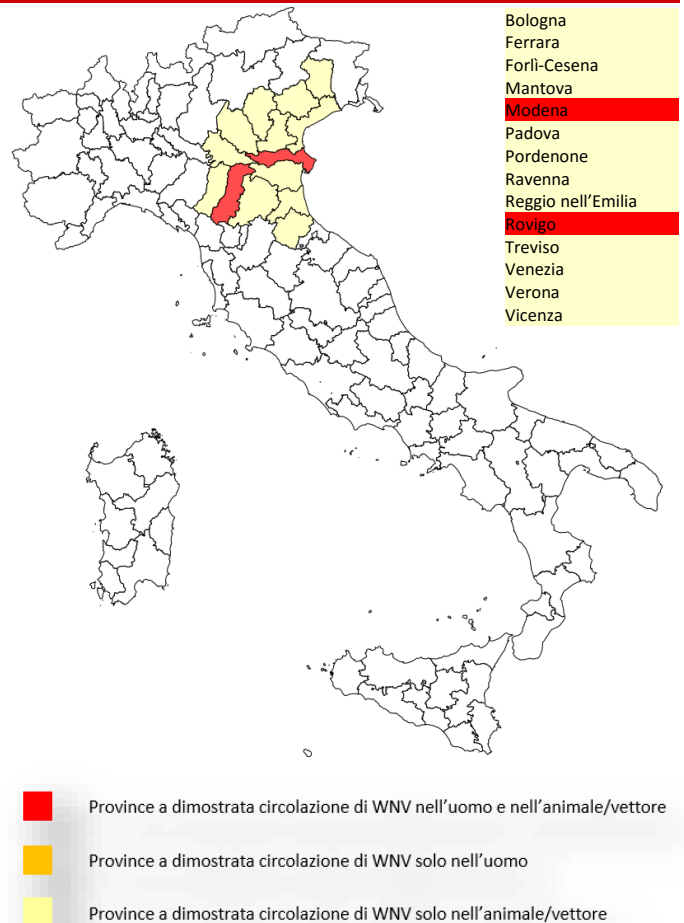 Bologna
Ferrara
Forlì-Cesena
Mantova
Modena
Padova
Pordenone
Ravenna
Reggio nell’Emilia
Rovigo
Treviso
Venezia
Verona
Vicenza
Province a dimostrata circolazione di WNV nell’uomo e nell’animale/vettore
Province a dimostrata circolazione di WNV solo nell’uomo
Province a dimostrata circolazione di WNV solo nell’animale/vettore